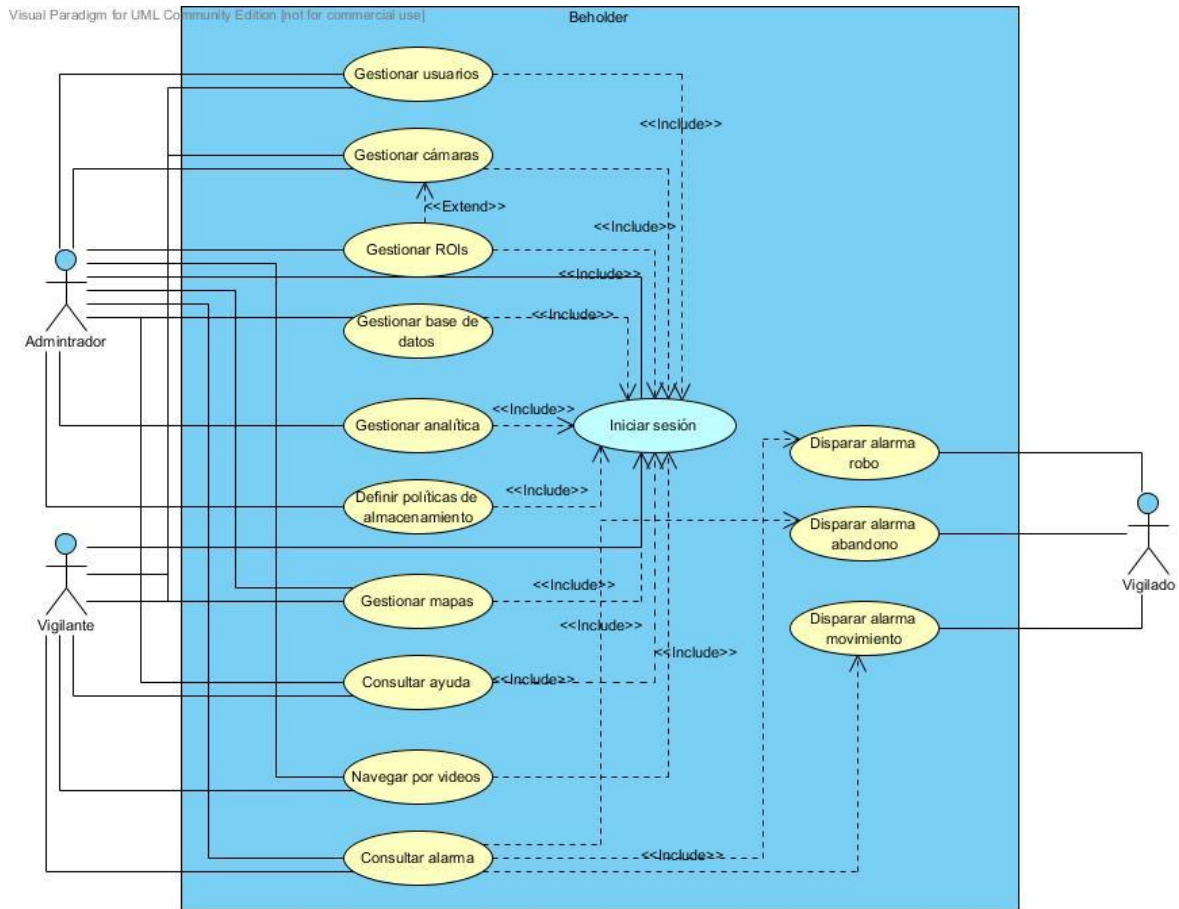 Visual Paradigm for UML Community Edition [not for commercial use]
Beholder
Gestionar usuarios
<<Include>>
Gestionar cámaras
<<Extend>>
<<Include>>
Gestionar ROIs
<<Include>>
Gestionar base de
datos
<<Include>>
Admintrador
Gestionar analítica
<<Include>>
Iniciar sesión
Disparar alarma
robo
Definir políticas de
almacenamiento
<<Include>>
Disparar alarma
abandono
Vigilado
Gestionar mapas
<<Include>>
Vigilante
Disparar alarma
movimiento
<<Include>>
<<Include>>
Consultar ayuda
<<Include>>
Navegar por videos
Consultar alarma
<<Include>>